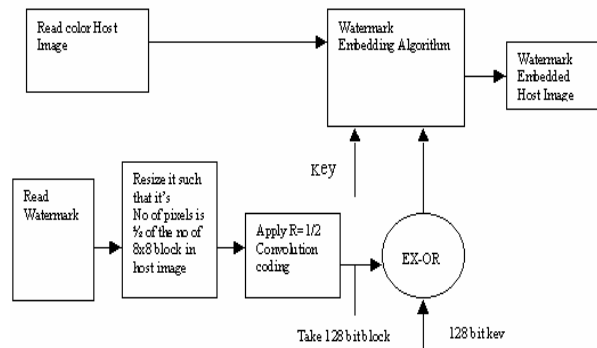 Read color Host
Image
Watermark
Embedding Algorithm
Watermark
Embedded
Host Image
Key
Read
Watermark
Resize it such
that it's
No of pixels is
½ of the no of
8x8 block in
host image
Apply R=1/2
Convolution
coding
EX-OR
Take 128 bit block
128 bit key